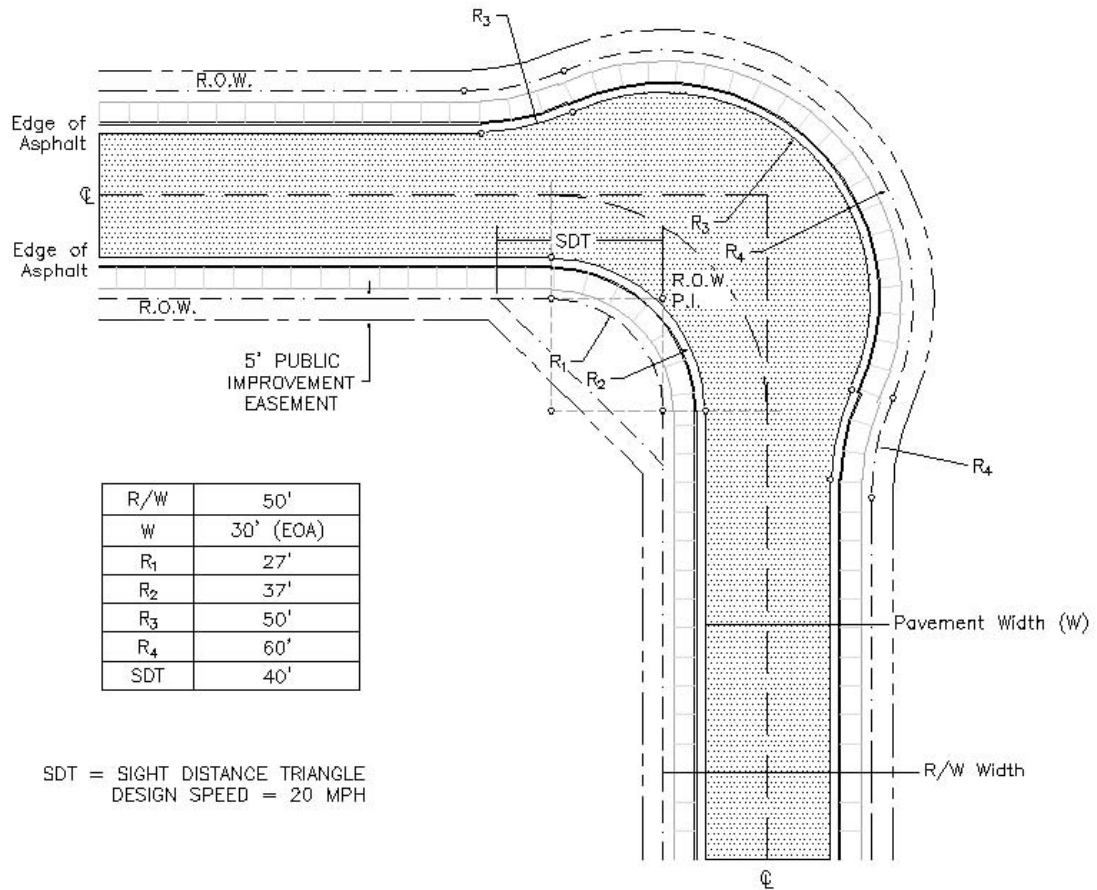 R₃
R.O.W.
Edge of
Asphalt
℄
Edge of
Asphalt
SDT
R₃
R₄
R.O.W.
P.I.
R.O.W.
R₁
R₂
5' PUBLIC
IMPROVEMENT
EASEMENT
R₄
R/W 50'
W 30' (EOA)
R₁ 27'
R₂ 37'
R₃ 50'
R₄ 60'
SDT 40'
Pavement Width (W)
R/W Width
SDT = SIGHT DISTANCE TRIANGLE
DESIGN SPEED = 20 MPH
℄